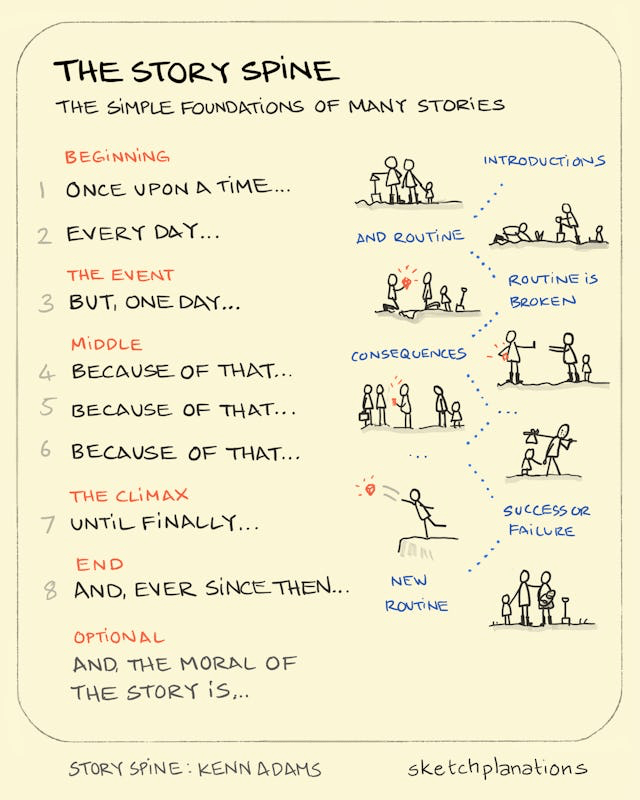 THE STORY SPINE
THE SIMPLE FOUNDATIONS OF MANY STORIES
BEGINNING
1 ONCE UPON A TIME...
2 EVERY DAY...
THE EVENT
3 BUT, ONE DAY...
MIDDLE
4 BECAUSE OF THAT...
5 BECAUSE OF THAT...
6 BECAUSE OF THAT...
THE CLIMAX
7 UNTIL FINALLY...
END
8 AND, EVER SINCE THEN...
OPTIONAL
AND, THE MORAL OF
THE STORY IS...
INTRODUCTIONS
AND ROUTINE
ROUTINE IS
BROKEN
CONSEQUENCES
...
...
SUCCESS OR
FAILURE
NEW
ROUTINE
STORY SPINE: KENN ADAMS
sketchplanations